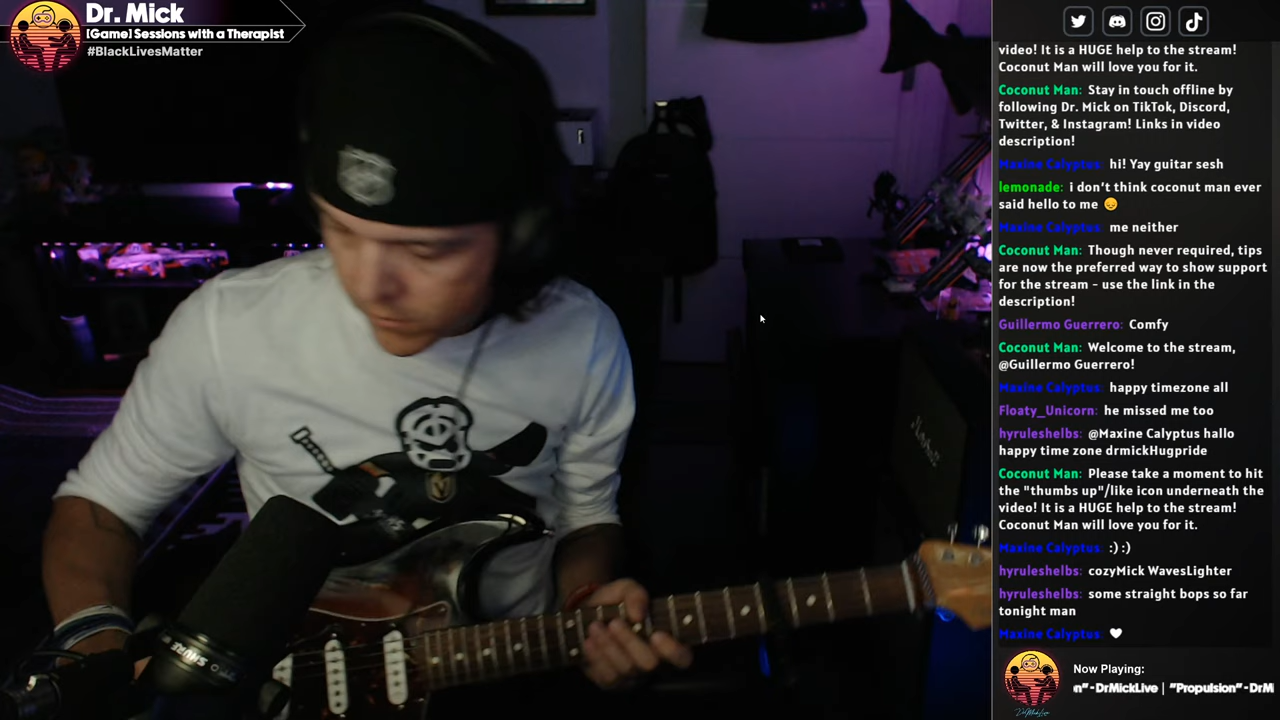 Dr. Mick
[Game] Sessions with a Therapist
#BlackLivesMatter
video! It is a HUGE help to the stream!
Coconut Man will love you for it.
Coconut Man: Stay in touch offline by
following Dr. Mick on TikTok, Discord,
Twitter, & Instagram! Links in video
description!
Maxine Calyptus: hi! Yay guitar sesh
lemonade: i don't think coconut man ever
said hello to me 😔
Maxine Calyptus: me neither
Coconut Man: Though never required, tips
are now the preferred way to show support
for the stream - use the link in the
description!
Guillermo Guerrero: Comfy
Coconut Man: Welcome to the stream,
@Guillermo Guerrero!
Maxine Calyptus: happy timezone all
Floaty_Unicorn: he missed me too
hyruleshelbs: @Maxine Calyptus hallo
happy time zone drmickHugpride
Coconut Man: Please take a moment to hit
the "thumbs up"/like icon underneath the
video! It is a HUGE help to the stream!
Coconut Man will love you for it.
Maxine Calyptus: :) :)
hyruleshelbs: cozyMick WavesLighter
hyruleshelbs: some straight bops so far
tonight man
Maxine Calyptus: 🤍
Now Playing:
n" - DrMickLive | "Propulsion" - DrM
SHURE